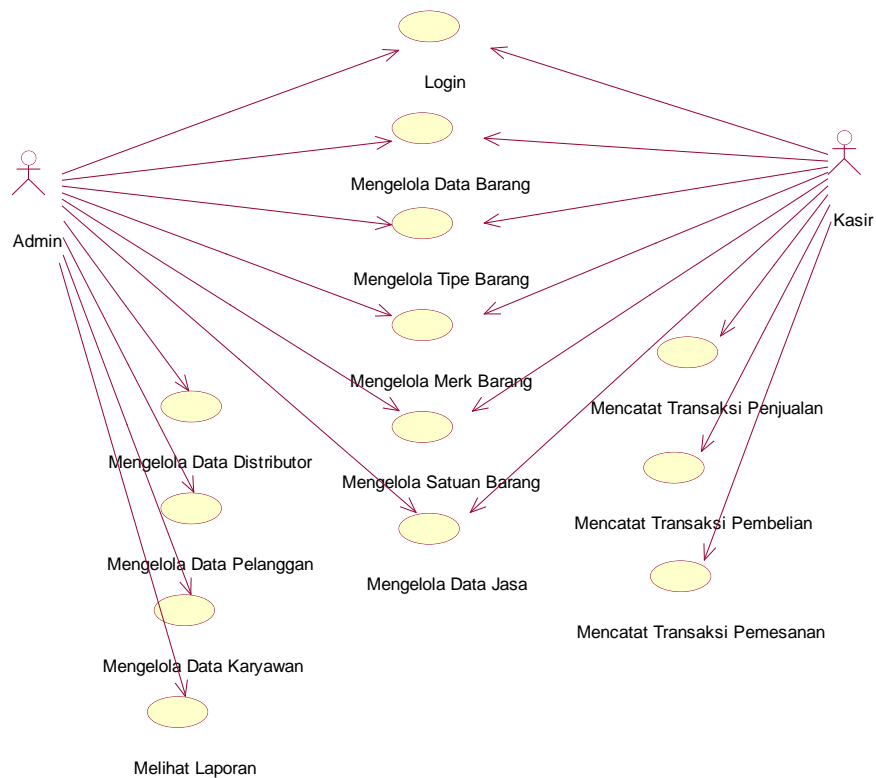 Login
Mengelola Data Barang
Admin
Kasir
Mengelola Tipe Barang
Mengelola Merk Barang
Mencatat Transaksi Penjualan
Mengelola Data Distributor
Mengelola Satuan Barang
Mencatat Transaksi Pembelian
Mengelola Data Pelanggan
Mengelola Data Jasa
Mencatat Transaksi Pemesanan
Mengelola Data Karyawan
Melihat Laporan